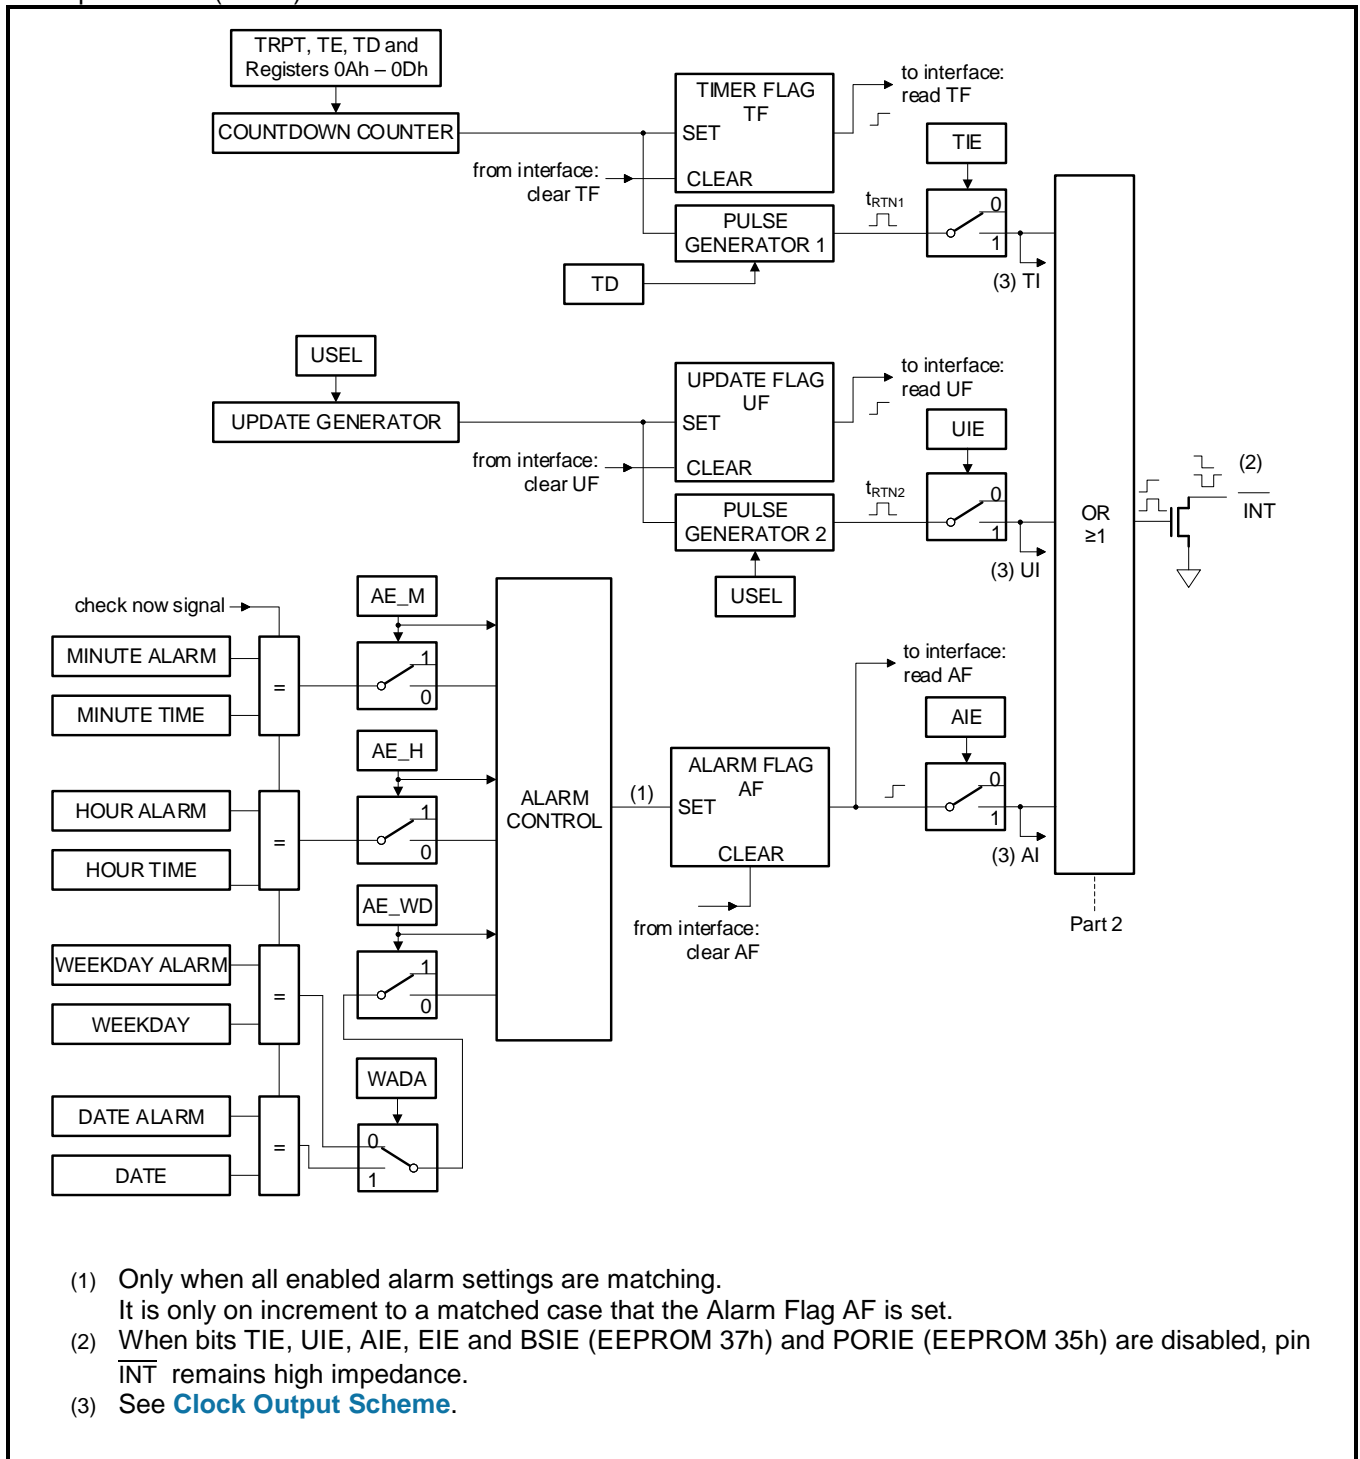 TRPT, TE, TD and
Registers 0Ah – 0Dh
COUNTDOWN COUNTER
from interface:
clear TF
TIMER FLAG
TF
SET
CLEAR
to interface:
read TF
PULSE
GENERATOR 1
TD
tRTN1
TIE
0
1
(3) TI
USEL
UPDATE GENERATOR
from interface:
clear UF
UPDATE FLAG
UF
SET
CLEAR
to interface:
read UF
PULSE
GENERATOR 2
USEL
tRTN2
UIE
0
1
(3) UI
OR
≥1
(2)
INT
check now signal
MINUTE ALARM
MINUTE TIME
=
AE_M
1
0
HOUR ALARM
HOUR TIME
=
AE_H
1
0
WEEKDAY ALARM
WEEKDAY
=
AE_WD
1
0
DATE ALARM
DATE
=
WADA
0
1
ALARM
CONTROL
(1)
ALARM FLAG
AF
SET
CLEAR
from interface:
clear AF
to interface:
read AF
AIE
0
1
(3) AI
Part 2
(1) Only when all enabled alarm settings are matching.
It is only on increment to a matched case that the Alarm Flag AF is set.
(2) When bits TIE, UIE, AIE, EIE and BSIE (EEPROM 37h) and PORIE (EEPROM 35h) are disabled, pin
INT remains high impedance.
(3) See Clock Output Scheme.